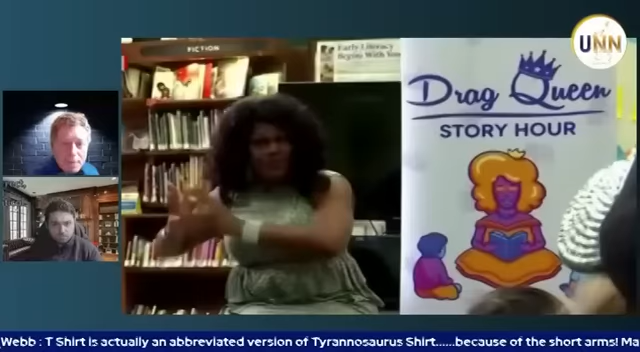 UNN
FICTION
Early Literacy
Begins With You
Drag Queen
STORY HOUR
Webb : T Shirt is actually an abbreviated version of Tyrannosaurus Shirt......because of the short arms! Ma